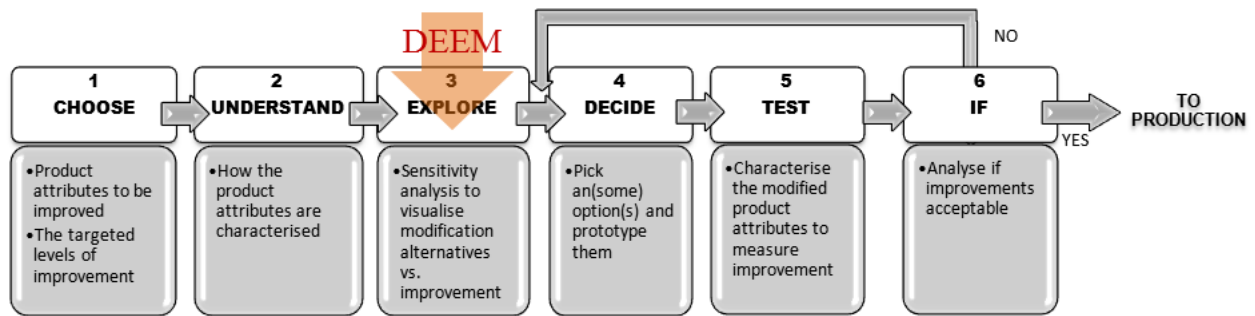 DEEM
NO
1
CHOOSE
2
UNDERSTAND
3
EXPLORE
4
DECIDE
5
TEST
6
IF
YES
TO
PRODUCTION
•Product
attributes to be
improved
•The targeted
levels of
improvement
•How the
product
attributes are
characterised
•Sensitivity
analysis to
visualise
modification
alternatives
vs.
improvement
•Pick
an(some)
option(s) and
prototype
them
•Characterise
the modified
product
attributes to
measure
improvement
•Analyse if
improvements
acceptable